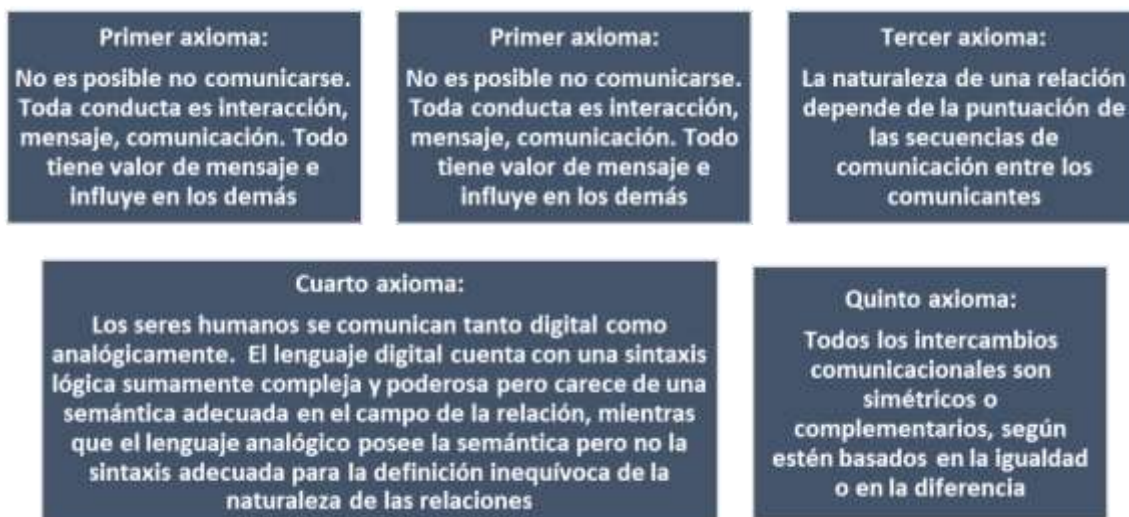 Primer axioma:
No es posible no comunicarse.
Toda conducta es interacción,
mensaje, comunicación. Todo
tiene valor de mensaje e
influye en los demás
Primer axioma:
No es posible no comunicarse.
Toda conducta es interacción,
mensaje, comunicación. Todo
tiene valor de mensaje e
influye en los demás
Tercer axioma:
La naturaleza de una relación
depende de la puntuación de
las secuencias de
comunicación entre los
comunicantes
Cuarto axioma:
Los seres humanos se comunican tanto digital como
analógicamente. El lenguaje digital cuenta con una sintaxis
lógica sumamente compleja y poderosa pero carece de una
semántica adecuada en el campo de la relación, mientras
que el lenguaje analógico posee la semántica pero no la
sintaxis adecuada para la definición inequívoca de la
naturaleza de las relaciones
Quinto axioma:
Todos los intercambios
comunicacionales son
simétricos o
complementarios, según
estén basados en la igualdad
o en la diferencia